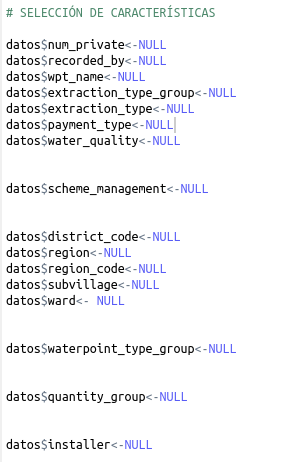 # SELECCIÓN DE CARACTERÍSTICAS
datos$num_private<-NULL
datos$recorded_by<-NULL
datos$wpt_name<-NULL
datos$extraction_type_group<-NULL
datos$extraction_type<-NULL
datos$payment_type<-NULL
datos$water_quality<-NULL
datos$scheme_management<-NULL
datos$district_code<-NULL
datos$region<-NULL
datos$region_code<-NULL
datos$subvillage<-NULL
datos$ward<- NULL
datos$waterpoint_type_group<-NULL
datos$quantity_group<-NULL
datos$installer<-NULL